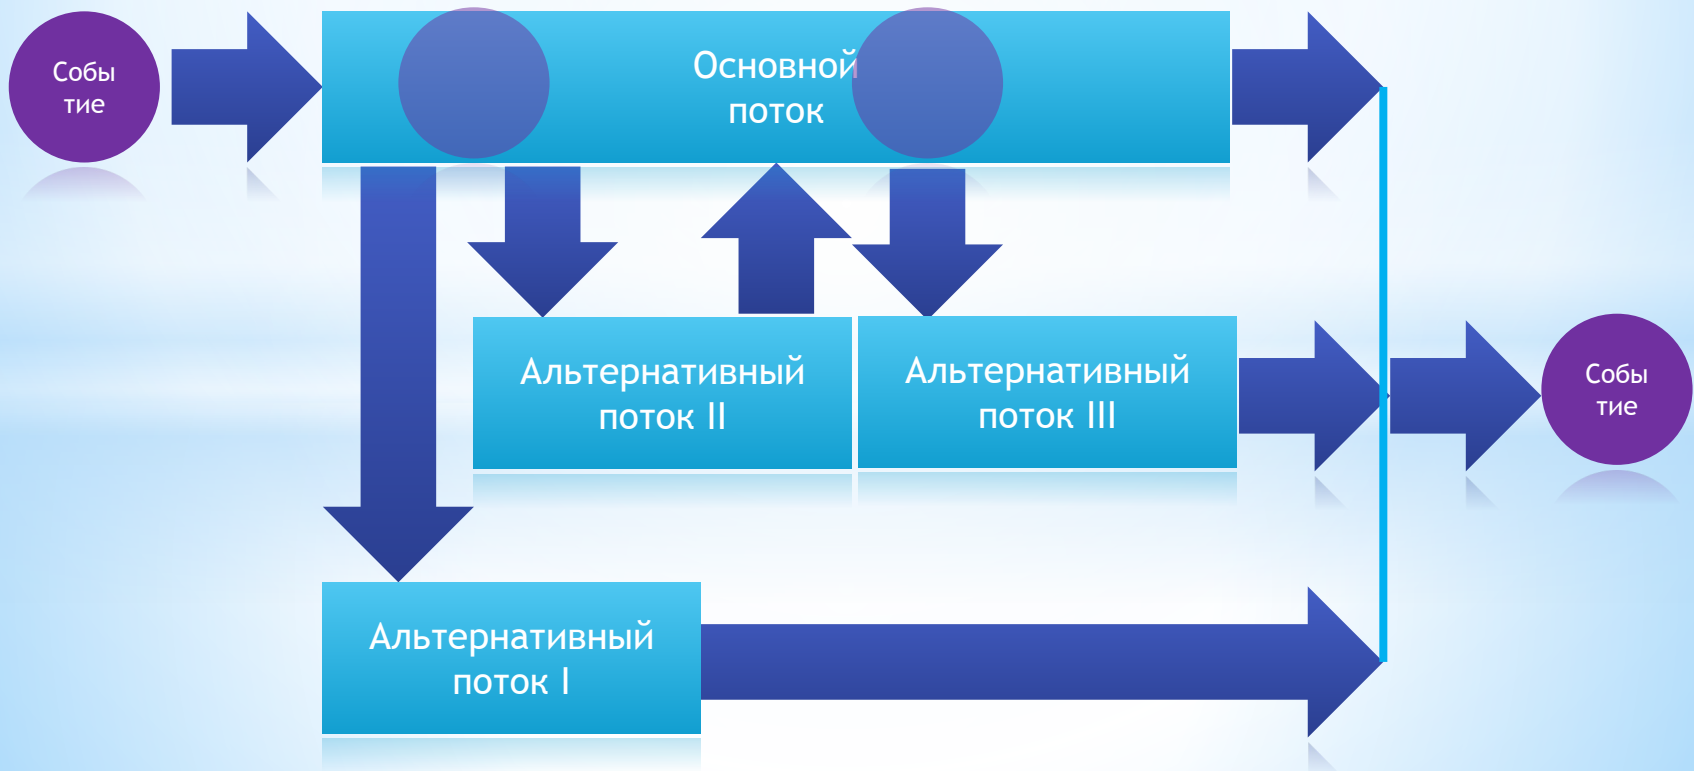 Собы
тие
Основной
поток
Альтернативный
поток II
Альтернативный
поток III
Собы
тие
Альтернативный
поток I